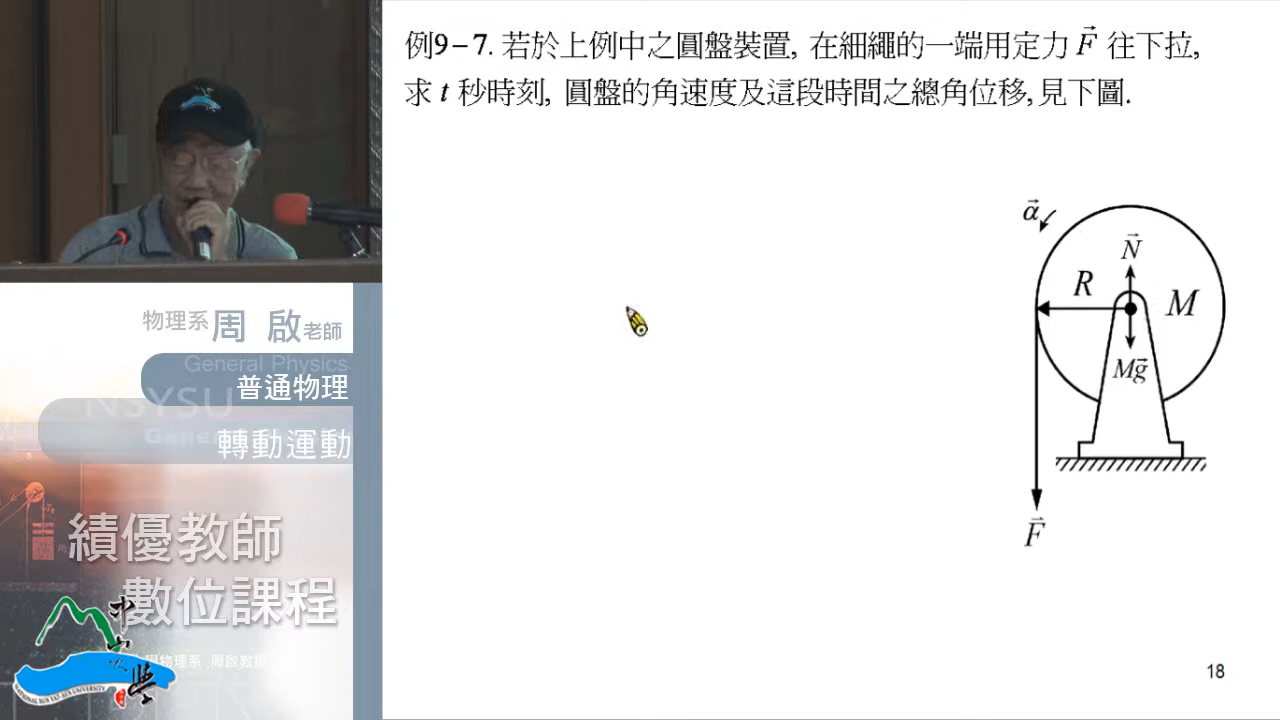 例9-7. 若於上例中之圓盤裝置, 在細繩的一端用定力 F⃗ 往下拉,
求 t 秒時刻, 圓盤的角速度及這段時間之總角位移, 見下圖.
α⃗
N⃗
R
M
Mg⃗
F⃗
18
物理系周 啟老師
General Physics
普通物理
NSYSU
轉動運動
績優教師
數位課程
中山大學